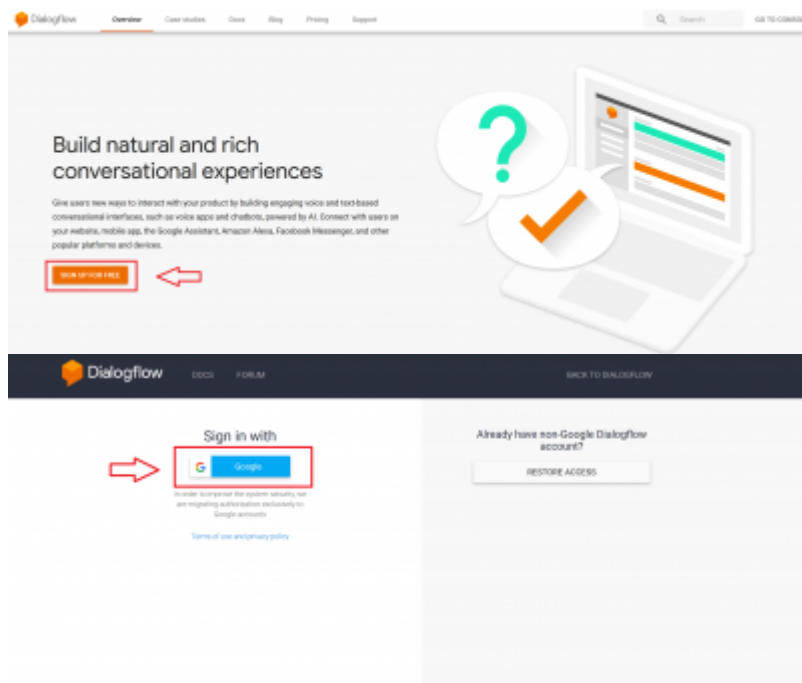 Dialogflow Overview Case studies Docs Blog Pricing Support Search GO TO CONSOL
Build natural and rich
conversational experiences
Give users new ways to interact with your product by building engaging voice and text-based
conversational interfaces, such as voice apps and chatbots, powered by AI. Connect with users on
your website, mobile app, the Google Assistant, Amazon Alexa, Facebook Messenger, and other
popular platforms and devices.
SIGN UP FOR FREE
Dialogflow DOCS FORUM BACK TO DIALOGFLOW
Sign in with
G Google
In order to improve the system security, we
are migrating authorization exclusively to
Google accounts
Terms of use and privacy policy
Already have non-Google Dialogflow
account?
RESTORE ACCESS